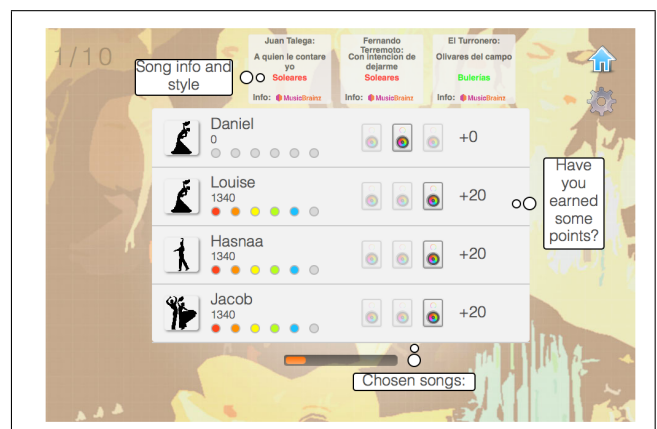 1/10
Juan Talega:
A quien le contare
yo
Soleares
Info: MusicBrainz
Fernando
Terremoto:
Con intencion de
dejarme
Soleares
Info: MusicBrainz
El Turronero:
Olivares del campo
Bulerías
Info: MusicBrainz
Song info and
style
Daniel
0
+0
Louise
1340
+20
Hasnaa
1340
+20
Jacob
1340
+20
Have
you
earned
some
points?
Chosen songs: